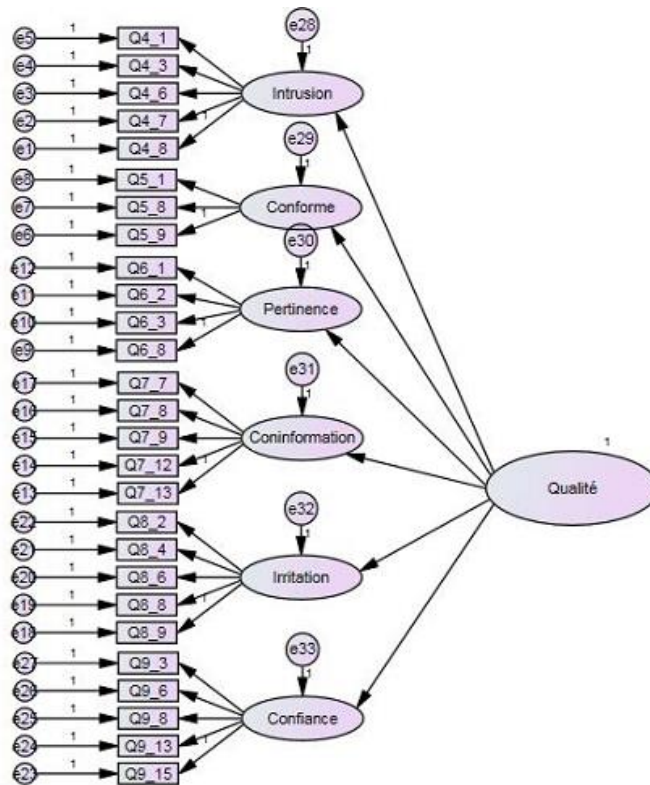 e28
1
e5 1 Q4_1
e4 1 Q4_3
e3 1 Q4_6 Intrusion
e2 1 Q4_7 1
e1 1 Q4_8
e29
1
e8 1 Q5_1
e7 1 Q5_8 Conforme
e6 1 Q5_9 1
e30
1
e12 1 Q6_1
e11 1 Q6_2
e10 1 Q6_3 Pertinence
e9 1 Q6_8 1
e31
1
e17 1 Q7_7
e16 1 Q7_8
e15 1 Q7_9 Coninformation
e14 1 Q7_12 1
e13 1 Q7_13
1
Qualité
e32
1
e22 1 Q8_2
e21 1 Q8_4
e20 1 Q8_6 Irritation
e19 1 Q8_8 1
e18 1 Q8_9
e33
1
e27 1 Q9_3
e26 1 Q9_6
e25 1 Q9_8 Confiance
e24 1 Q9_13 1
e23 1 Q9_15